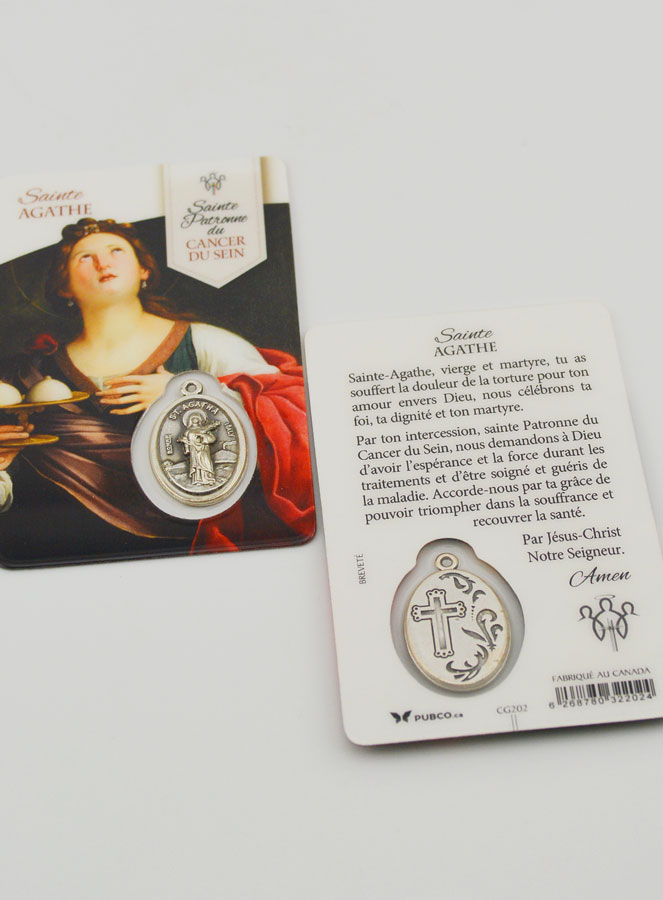 Sainte
AGATHE
Sainte
Patronne
du
CANCER
DU SEIN
ST. AGATHA
Sainte
AGATHE
Sainte-Agathe, vierge et martyre, tu as
souffert la douleur de la torture pour ton
amour envers Dieu, nous célébrons ta
foi, ta dignité et ton martyre.
Par ton intercession, sainte Patronne du
Cancer du Sein, nous demandons à Dieu
d'avoir l'espérance et la force durant les
traitements et d'être soigné et guéris de
la maladie. Accorde-nous par ta grâce de
pouvoir triompher dans la souffrance et
recouvrer la santé.
Par Jésus-Christ
Notre Seigneur.
Amen
BREVETÉ
FABRIQUÉ AU CANADA
6 268780 322024
PUBCO.ca
CG202